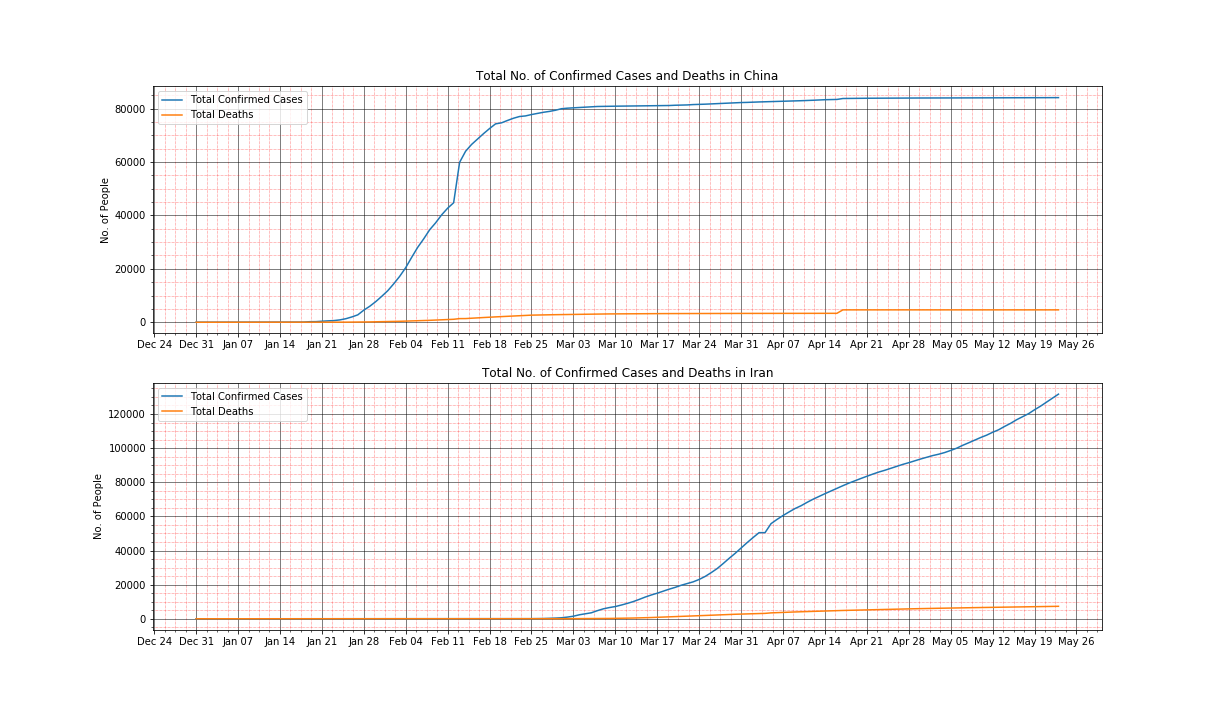 Total No. of Confirmed Cases and Deaths in China
Total Confirmed Cases
Total Deaths
No. of People
80000
60000
40000
20000
0
Dec 24 Dec 31 Jan 07 Jan 14 Jan 21 Jan 28 Feb 04 Feb 11 Feb 18 Feb 25 Mar 03 Mar 10 Mar 17 Mar 24 Mar 31 Apr 07 Apr 14 Apr 21 Apr 28 May 05 May 12 May 19 May 26
Total No. of Confirmed Cases and Deaths in Iran
Total Confirmed Cases
Total Deaths
No. of People
120000
100000
80000
60000
40000
20000
0
Dec 24 Dec 31 Jan 07 Jan 14 Jan 21 Jan 28 Feb 04 Feb 11 Feb 18 Feb 25 Mar 03 Mar 10 Mar 17 Mar 24 Mar 31 Apr 07 Apr 14 Apr 21 Apr 28 May 05 May 12 May 19 May 26